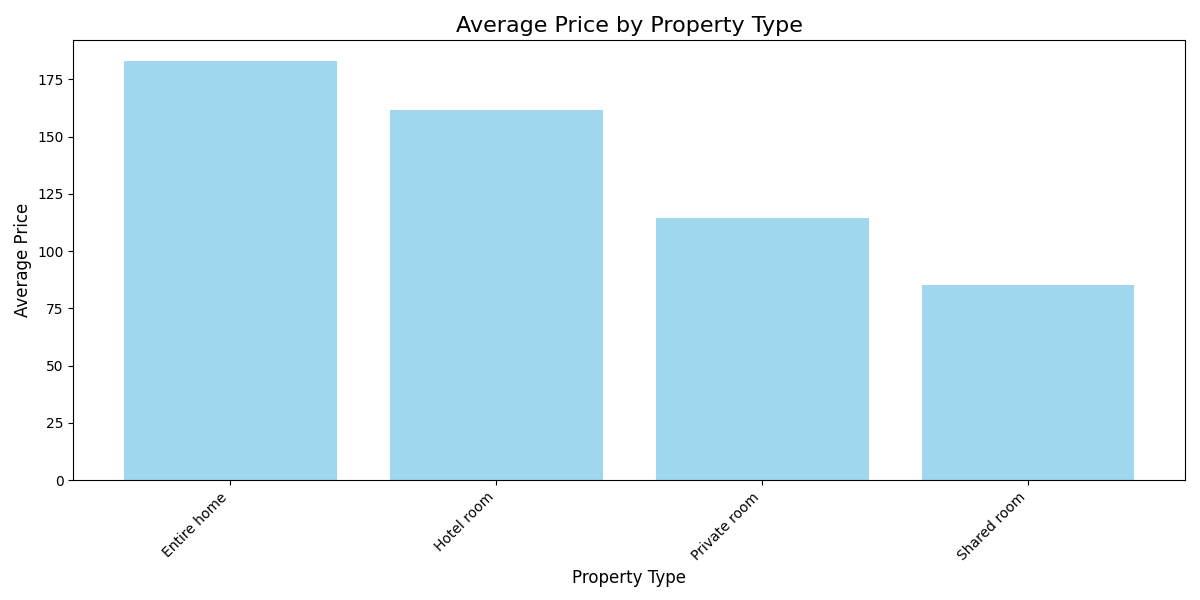 Average Price by Property Type
Average Price
175
150
125
100
75
50
25
0
Entire home
Hotel room
Private room
Shared room
Property Type